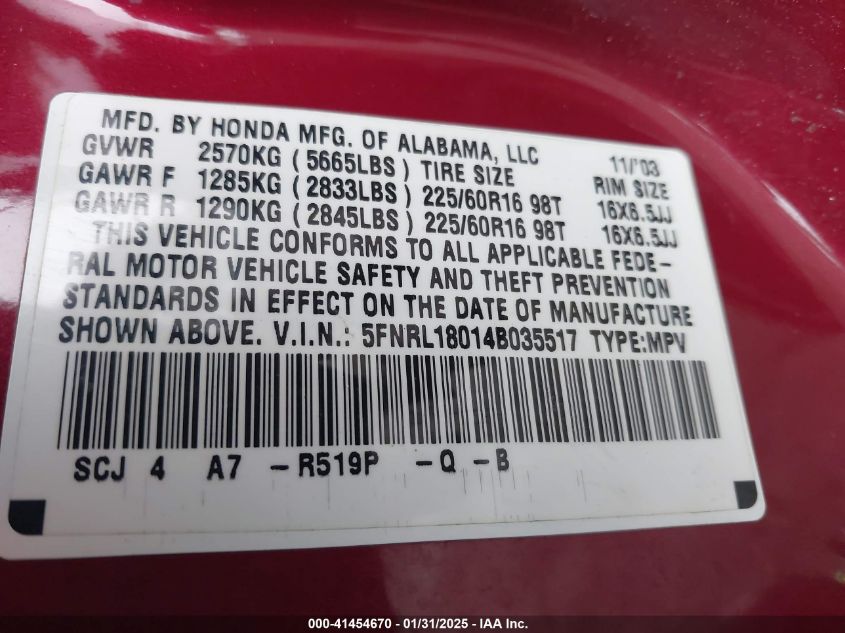 MFD. BY HONDA MFG. OF ALABAMA, LLC 11/'03
GVWR 2570KG ( 5665LBS ) TIRE SIZE RIM SIZE
GAWR F 1285KG ( 2833LBS ) 225/60R16 98T 16X6.5JJ
GAWR R 1290KG ( 2845LBS ) 225/60R16 98T 16X6.5JJ
THIS VEHICLE CONFORMS TO ALL APPLICABLE FEDE-
RAL MOTOR VEHICLE SAFETY AND THEFT PREVENTION
STANDARDS IN EFFECT ON THE DATE OF MANUFACTURE
SHOWN ABOVE. V.I.N.: 5FNRL18014B035517 TYPE:MPV
SCJ 4 A7 -R519P -Q -B
000-41454670 - 01/31/2025 - IAA Inc.